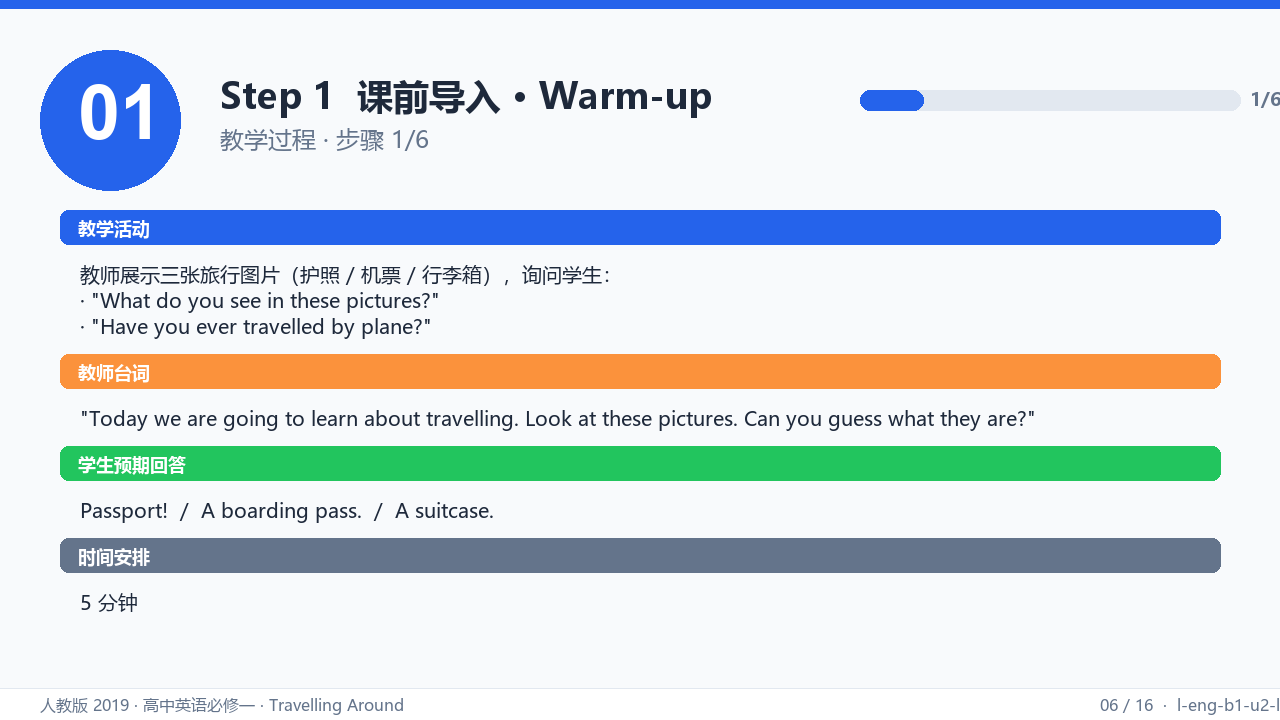 01
Step 1 课前导入 • Warm-up
教学过程 · 步骤 1/6
1/6
教学活动
教师展示三张旅行图片（护照 / 机票 / 行李箱），询问学生：
· "What do you see in these pictures?"
· "Have you ever travelled by plane?"
教师台词
"Today we are going to learn about travelling. Look at these pictures. Can you guess what they are?"
学生预期回答
Passport! / A boarding pass. / A suitcase.
时间安排
5 分钟
人教版 2019 · 高中英语必修一 · Travelling Around
06 / 16 · l-eng-b1-u2-l